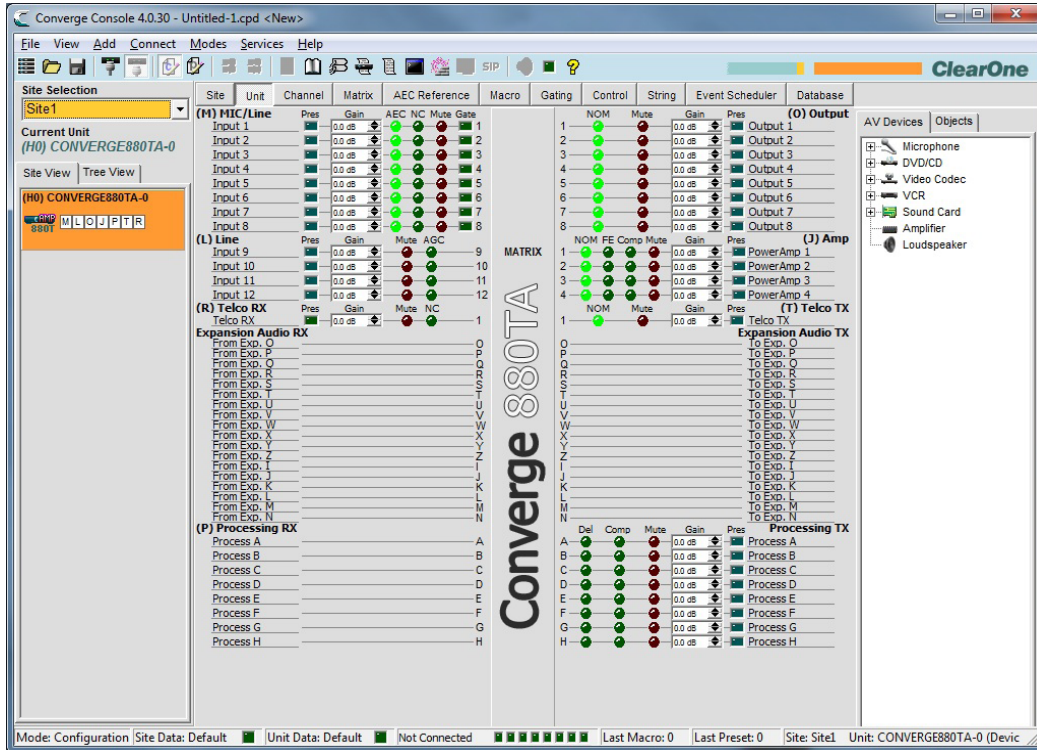 Converge Console 4.0.30 - Untitled-1.cpd <New>
File View Add Connect Modes Services Help
SIP
ClearOne
Site Selection
Site1
Current Unit
(H0) CONVERGE880TA-0
Site View Tree View
(H0) CONVERGE880TA-0
AMP
880T
M L O J P T R
Site Unit Channel Matrix AEC Reference Macro Gating Control String Event Scheduler Database
(M) MIC/Line Pres Gain AEC NC Mute Gate
Input 1 0.0 dB 1
Input 2 0.0 dB 2
Input 3 0.0 dB 3
Input 4 0.0 dB 4
Input 5 0.0 dB 5
Input 6 0.0 dB 6
Input 7 0.0 dB 7
Input 8 0.0 dB 8
(L) Line Pres Gain Mute AGC
Input 9 0.0 dB 9
Input 10 0.0 dB 10
Input 11 0.0 dB 11
Input 12 0.0 dB 12
(R) Telco RX Pres Gain Mute NC
Telco RX 0.0 dB 1
Expansion Audio RX
From Exp. O O
From Exp. P P
From Exp. Q Q
From Exp. R R
From Exp. S S
From Exp. T T
From Exp. U U
From Exp. V V
From Exp. W W
From Exp. X X
From Exp. Y Y
From Exp. Z Z
From Exp. I I
From Exp. J J
From Exp. K K
From Exp. L L
From Exp. M M
From Exp. N N
(P) Processing RX
Process A A
Process B B
Process C C
Process D D
Process E E
Process F F
Process G G
Process H H
MATRIX
Converge 880TA
NOM Mute Gain Pres (O) Output
1 0.0 dB Output 1
2 0.0 dB Output 2
3 0.0 dB Output 3
4 0.0 dB Output 4
5 0.0 dB Output 5
6 0.0 dB Output 6
7 0.0 dB Output 7
8 0.0 dB Output 8
NOM FE Comp Mute Gain Pres (J) Amp
1 0.0 dB PowerAmp 1
2 0.0 dB PowerAmp 2
3 0.0 dB PowerAmp 3
4 0.0 dB PowerAmp 4
NOM Mute Gain Pres (T) Telco TX
1 0.0 dB Telco TX
Expansion Audio TX
O To Exp. O
P To Exp. P
Q To Exp. Q
R To Exp. R
S To Exp. S
T To Exp. T
U To Exp. U
V To Exp. V
W To Exp. W
X To Exp. X
Y To Exp. Y
Z To Exp. Z
I To Exp. I
J To Exp. J
K To Exp. K
L To Exp. L
M To Exp. M
N To Exp. N
Del Comp Mute Gain Pres Processing TX
A 0.0 dB Process A
B 0.0 dB Process B
C 0.0 dB Process C
D 0.0 dB Process D
E 0.0 dB Process E
F 0.0 dB Process F
G 0.0 dB Process G
H 0.0 dB Process H
AV Devices Objects
Microphone
DVD/CD
Video Codec
VCR
Sound Card
Amplifier
Loudspeaker
Mode: Configuration Site Data: Default Unit Data: Default Not Connected Last Macro: 0 Last Preset: 0 Site: Site1 Unit: CONVERGE880TA-0 (Devic